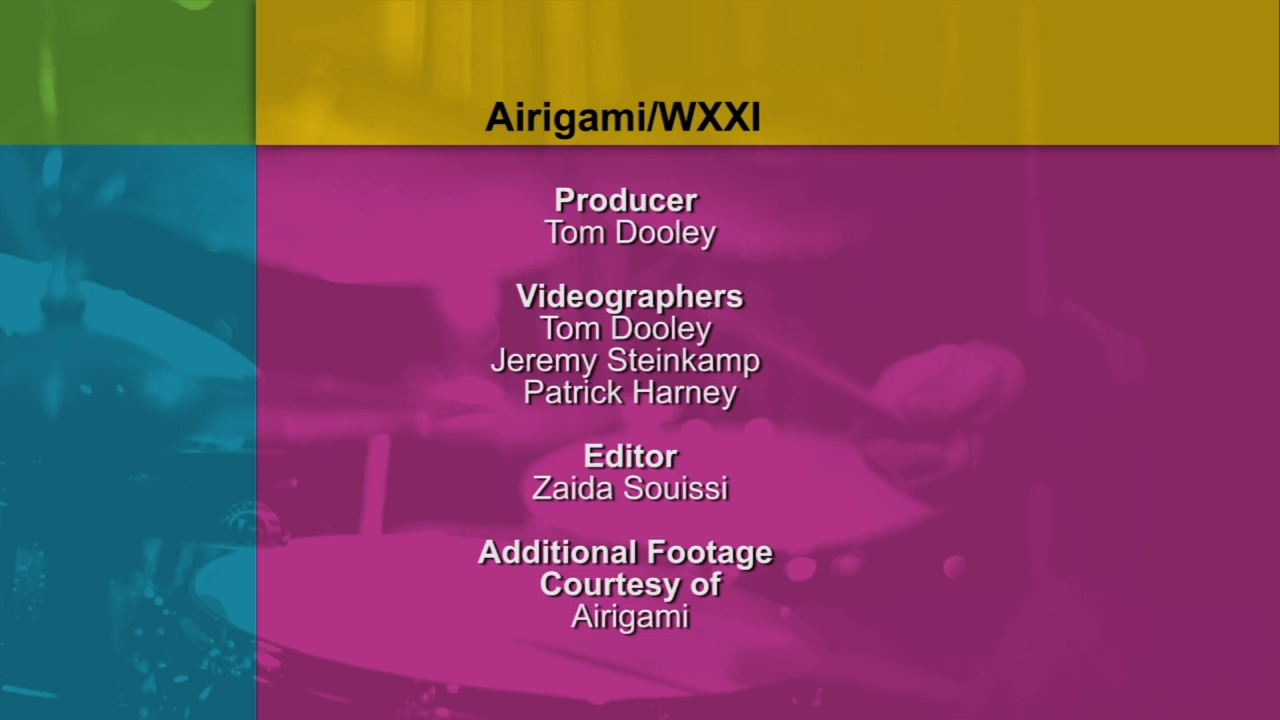 Airigami/WXXI
Producer
Tom Dooley
Videographers
Tom Dooley
Jeremy Steinkamp
Patrick Harney
Editor
Zaida Souissi
Additional Footage
Courtesy of
Airigami